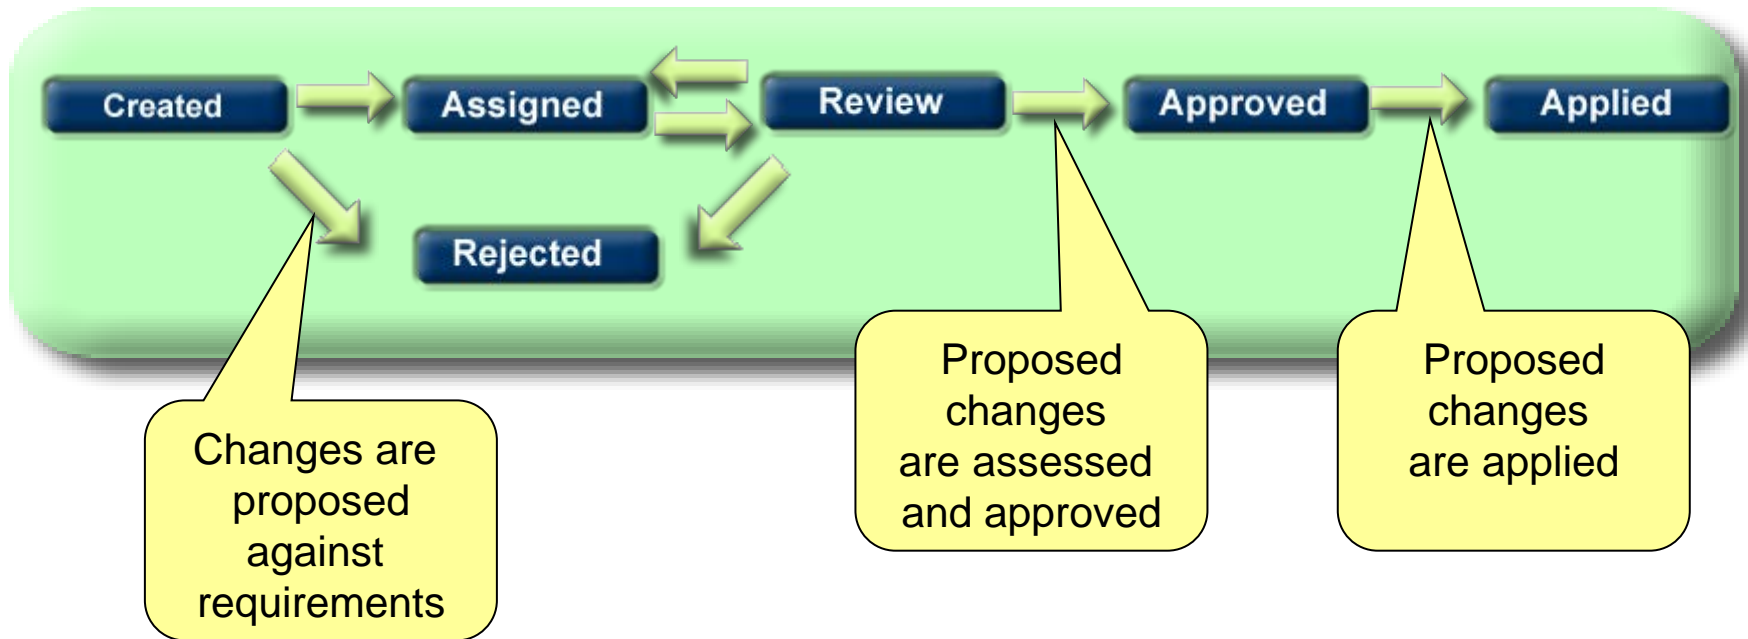 Created
Assigned
Review
Approved
Applied
Rejected
Changes are
proposed
against
requirements
Proposed
changes
are assessed
and approved
Proposed
changes
are applied